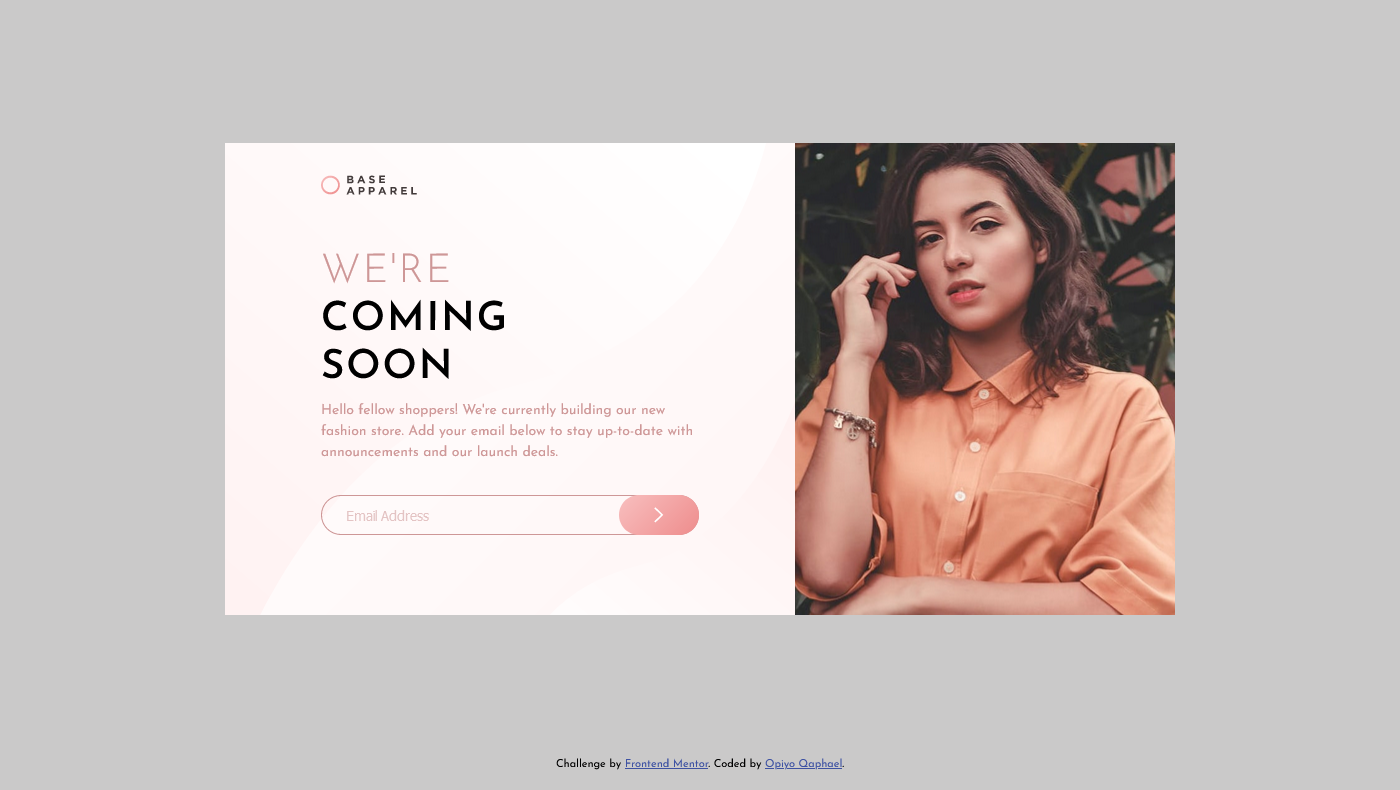 BASE
APPAREL
WE'RE
COMING
SOON
Hello fellow shoppers! We're currently building our new
fashion store. Add your email below to stay up-to-date with
announcements and our launch deals.
Email Address
Challenge by Frontend Mentor. Coded by Opiyo Qaphael.